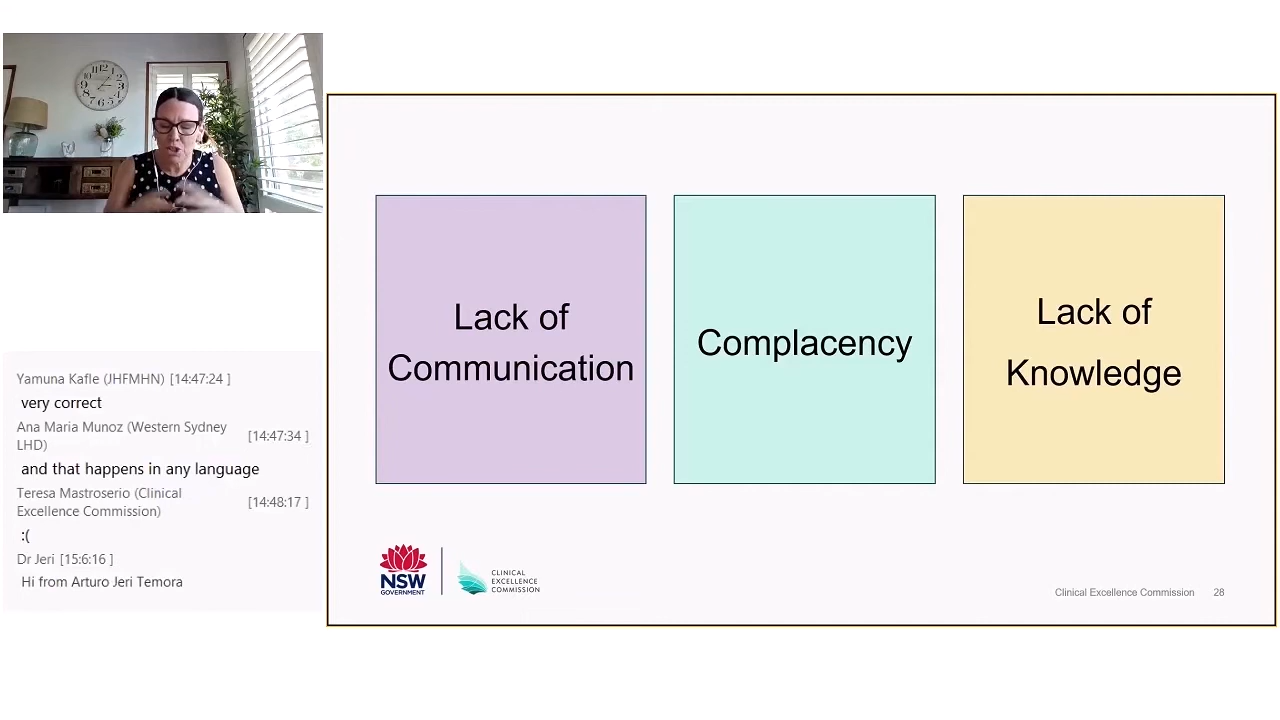 Yamuna Kafle (JHFMHN) [14:47:24 ]
very correct
Ana Maria Munoz (Western Sydney LHD) [14:47:34 ]
and that happens in any language
Teresa Mastroserio (Clinical Excellence Commission) [14:48:17 ]
:(
Dr Jeri [15:6:16 ]
Hi from Arturo Jeri Temora
Lack of
Communication
Complacency
Lack of
Knowledge
NSW
GOVERNMENT
CLINICAL
EXCELLENCE
COMMISSION
Clinical Excellence Commission 28